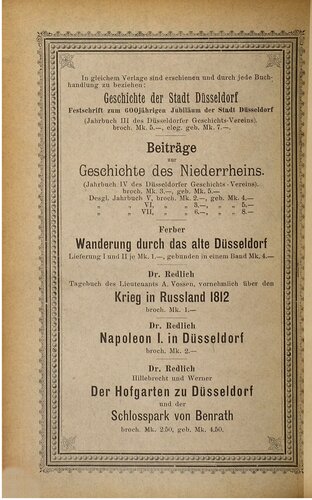 In gleichem Verlage sind erschienen und durch jede Buch-
handlung zu beziehen:
Geschichte der Stadt Düsseldorf
Festschrift zum 600jährigen Jubiläum der Stadt Düsseldorf
(Jahrbuch III des Düsseldorfer Geschichts-Vereins).
broch. Mk. 5.—, eleg. geb. Mk. 7.—.
Beiträge
zur
Geschichte des Niederrheins.
(Jahrbuch IV des Düsseldorfer Geschichts-Vereins).
broch. Mk. 3.—, geb. Mk. 5.—
Desgl. Jahrbuch V, broch. Mk. 2.—, geb. Mk. 4.—
„ „ VI, „ „ 3.—, „ „ 5.—
„ „ VII, „ „ 6.—, „ „ 8.—
Ferber
Wanderung durch das alte Düsseldorf
Lieferung I und II je Mk. 1.—, gebunden in einem Band Mk. 4.—
Dr. Redlich
Tagebuch des Lieutenants A. Vossen, vornehmlich über den
Krieg in Russland 1812
broch. Mk. 1.—
Dr. Redlich
Napoleon I. in Düsseldorf
broch. Mk. 2.—
Dr. Redlich
Hillebrecht und Werner
Der Hofgarten zu Düsseldorf
und der
Schlosspark von Benrath
broch. Mk. 2.50, geb. Mk. 4.50.